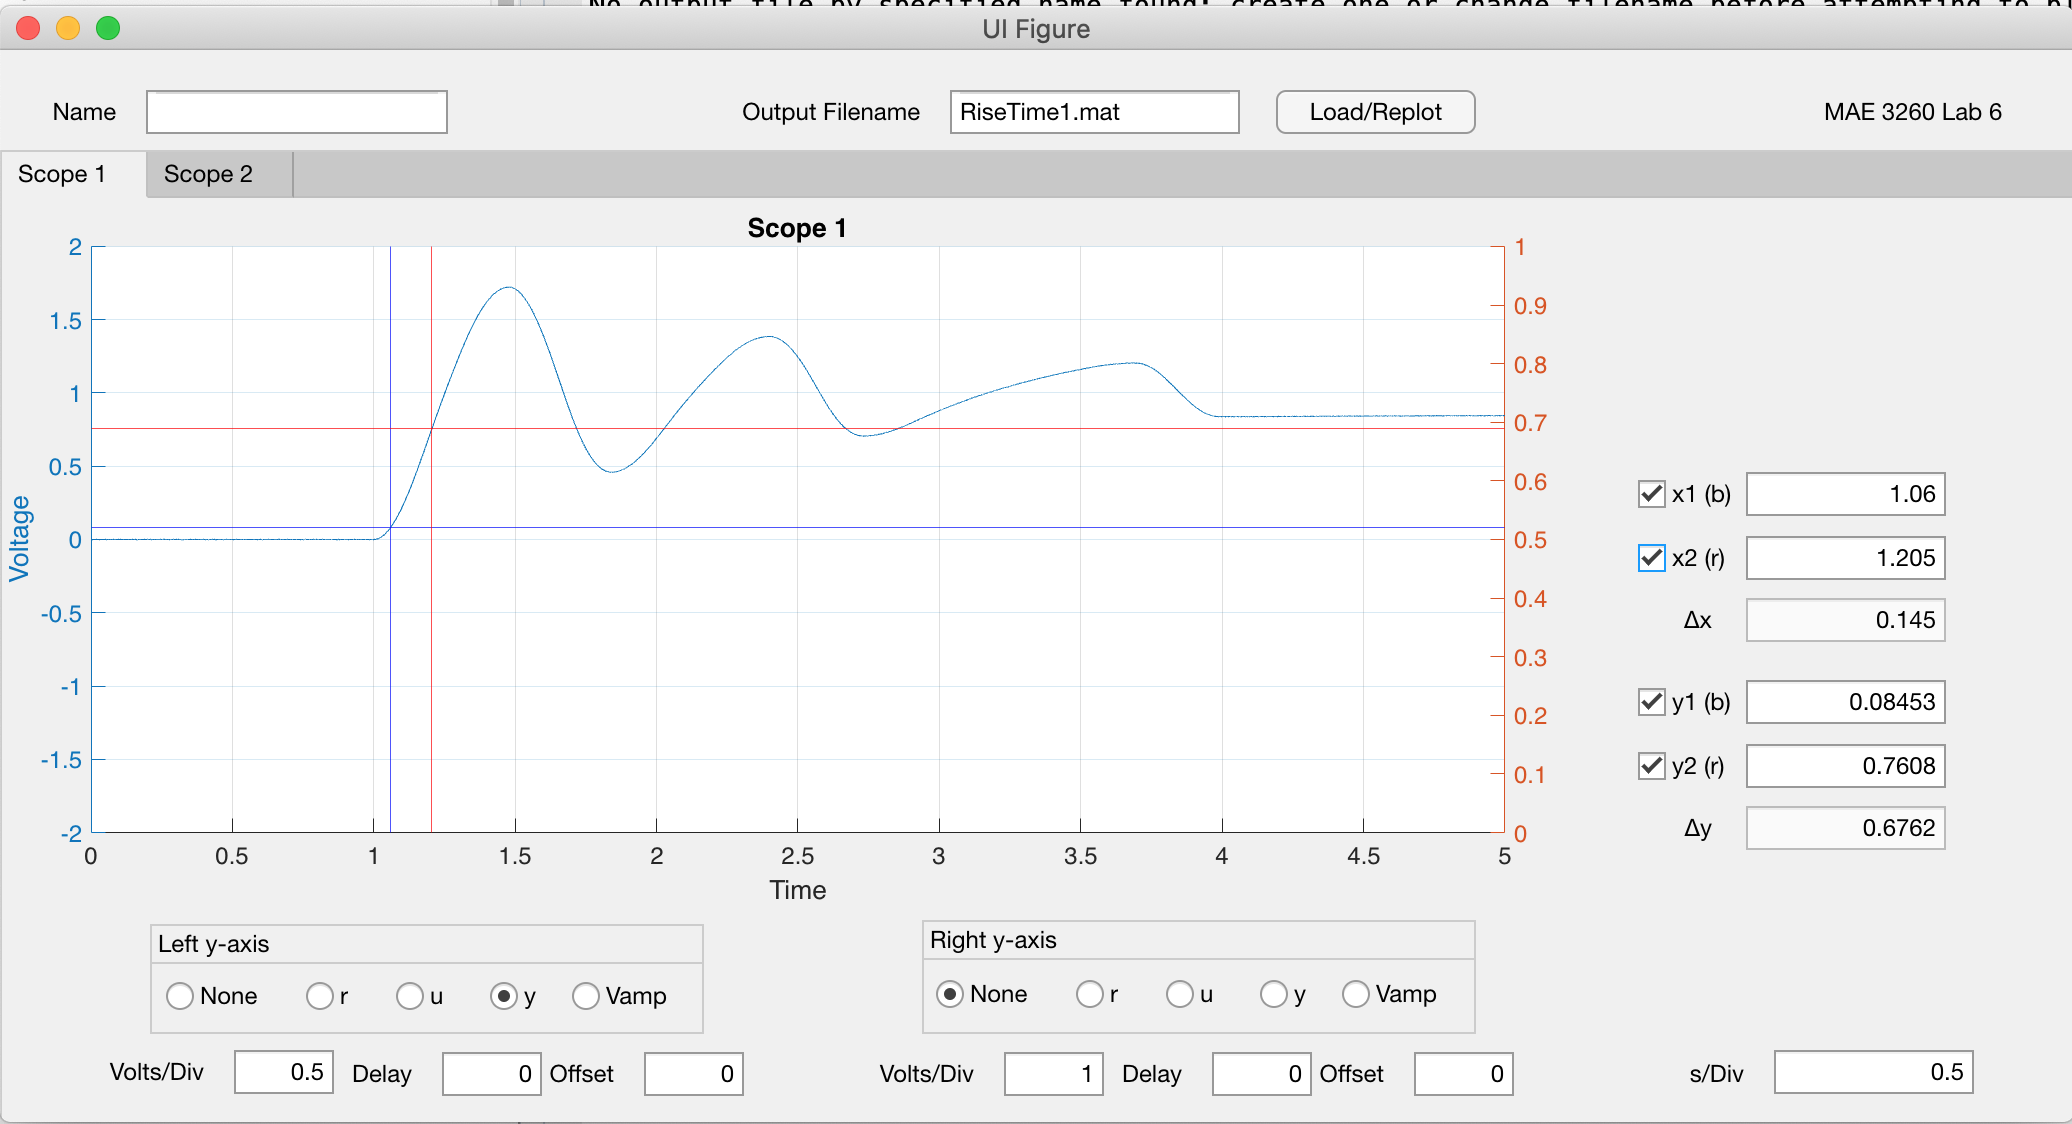 No output file by specified name found; create one or change filename before attempting to pl
UI Figure
Name
Output Filename RiseTime1.mat Load/Replot MAE 3260 Lab 6
Scope 1 Scope 2
Scope 1
2 1
1.5 0.9
1 0.8
0.5 0.7
0 0.6
-0.5 0.5
-1 0.4
-1.5 0.3
-2 0.2
0.1
0
Voltage
0 0.5 1 1.5 2 2.5 3 3.5 4 4.5 5
Time
x1 (b) 1.06
x2 (r) 1.205
Δx 0.145
y1 (b) 0.08453
y2 (r) 0.7608
Δy 0.6762
Left y-axis
None r u y Vamp
Right y-axis
None r u y Vamp
Volts/Div 0.5 Delay 0 Offset 0
Volts/Div 1 Delay 0 Offset 0
s/Div 0.5